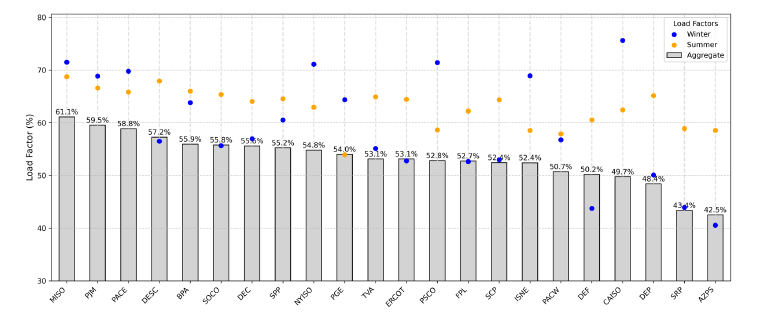 80
70
60
50
40
30
Load Factor (%)
Load Factors
Winter
Summer
Aggregate
61.1%
59.5%
58.8%
57.2%
55.9%
55.8%
55.6%
55.2%
54.8%
54.0%
53.1%
53.1%
52.8%
52.7%
52.4%
52.4%
50.7%
50.2%
49.7%
48.4%
43.4%
42.5%
MISO
PJM
PACE
DESC
BPA
SOCO
DEC
SPP
NYISO
PGE
TVA
ERCOT
PSCO
FPL
SCP
ISNE
PACW
DEF
CAISO
DEP
SRP
AZPS